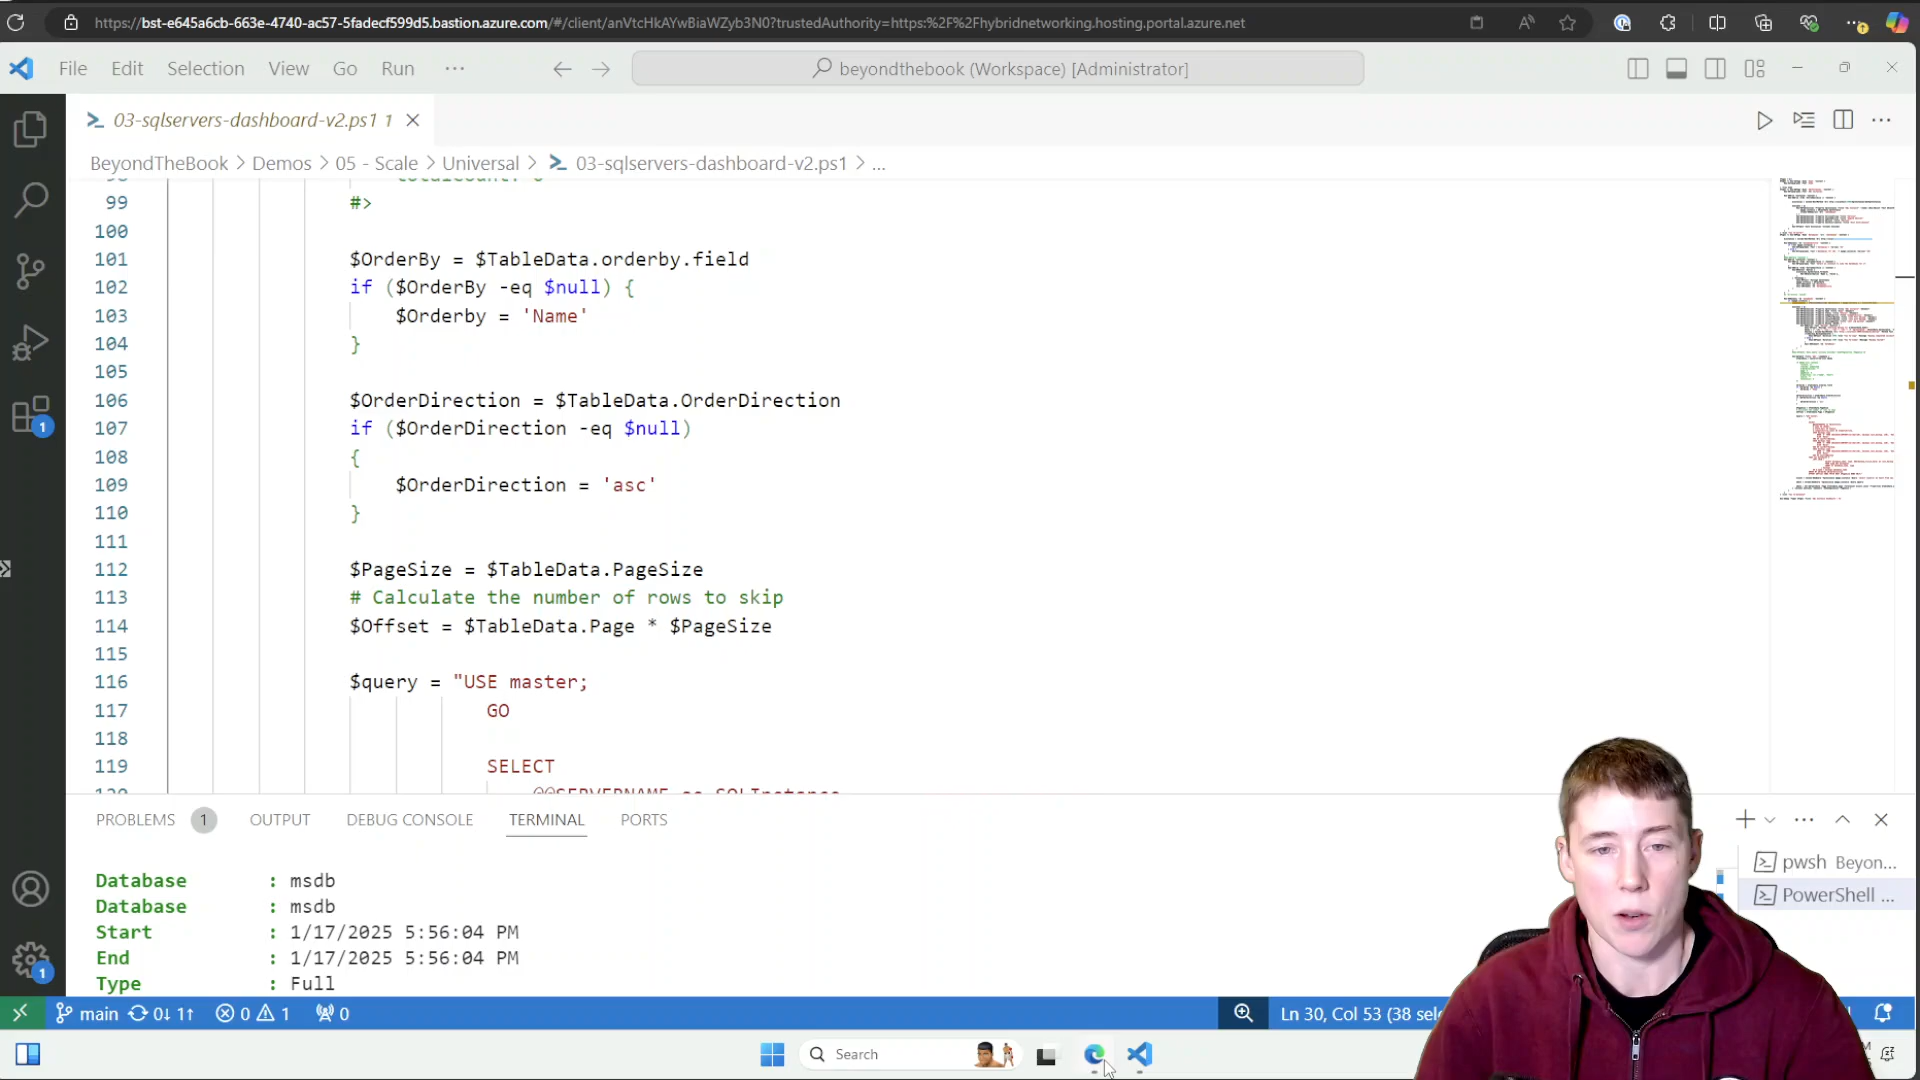 https://bst-e645a6cb-663e-4740-ac57-5fadecf599d5.bastion.azure.com/#/client/anVtcHkAYwBiaWZyb3N0?trustedAuthority=https:%2F%2Fhybridnetworking.hosting.portal.azure.net
File Edit Selection View Go Run ···
beyondthebook (Workspace) [Administrator]
03-sqlservers-dashboard-v2.ps1 1
BeyondTheBook > Demos > 05 - Scale > Universal > 03-sqlservers-dashboard-v2.ps1 > ...
99 #>
100
101 $OrderBy = $TableData.orderby.field
102 if ($OrderBy -eq $null) {
103 $Orderby = 'Name'
104 }
105
106 $OrderDirection = $TableData.OrderDirection
107 if ($OrderDirection -eq $null)
108 {
109 $OrderDirection = 'asc'
110 }
111
112 $PageSize = $TableData.PageSize
113 # Calculate the number of rows to skip
114 $Offset = $TableData.Page * $PageSize
115
116 $query = "USE master;
117 GO
118
119 SELECT
120 @@SERVERNAME as SQLInstance
PROBLEMS 1 OUTPUT DEBUG CONSOLE TERMINAL PORTS
pwsh Beyon...
PowerShell ...
Database : msdb
Database : msdb
Start : 1/17/2025 5:56:04 PM
End : 1/17/2025 5:56:04 PM
Type : Full
main 0↓ 1↑ 0 1 0
Ln 30, Col 53 (38 sele
Search